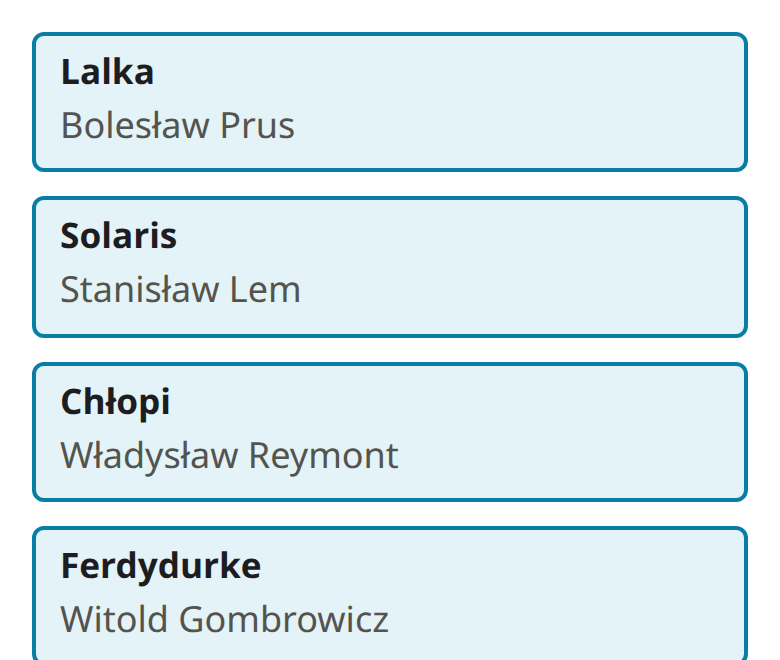 Lalka
Bolesław Prus
Solaris
Stanisław Lem
Chłopi
Władysław Reymont
Ferdydurke
Witold Gombrowicz